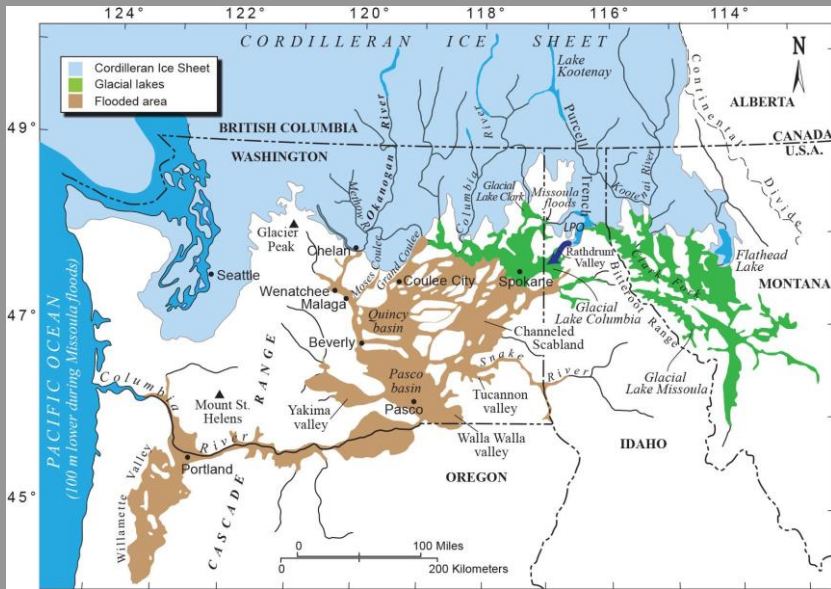 124°
122°
120°
118°
116°
114°
112°
CORDILLERAN ICE SHEET
Cordilleran Ice Sheet
Glacial lakes
Flooded area
N
Lake
Kootenay
ALBERTA
Continental Divide
49°
BRITISH COLUMBIA
WASHINGTON
CANADA
U.S.A.
Okanogan River
Methow R
Columbia River
Purcell Trench
Kootenai River
Glacial
Lake Clark
Missoula
floods
LPO
Glacier
Peak
Chelan
Moses Coulee
Grand Coulee
Rathdrum
Valley
Flathead
Lake
Seattle
Coulee City
Spokane
Clark Fork
MONTANA
Wenatchee
Malaga
Glacial
Lake Columbia
Bitteroot Range
47°
Quincy
basin
Channeled
Scabland
Beverly
Glacial
Lake Missoula
PACIFIC OCEAN
(100 m lower during Missoula floods)
Columbia River
Mount St.
Helens
CASCADE RANGE
Yakima
valley
Pasco
basin
Pasco
Snake River
Tucannon
valley
Walla Walla
valley
IDAHO
OREGON
Portland
Willamette Valley
45°
0 100 Miles
0 200 Kilometers